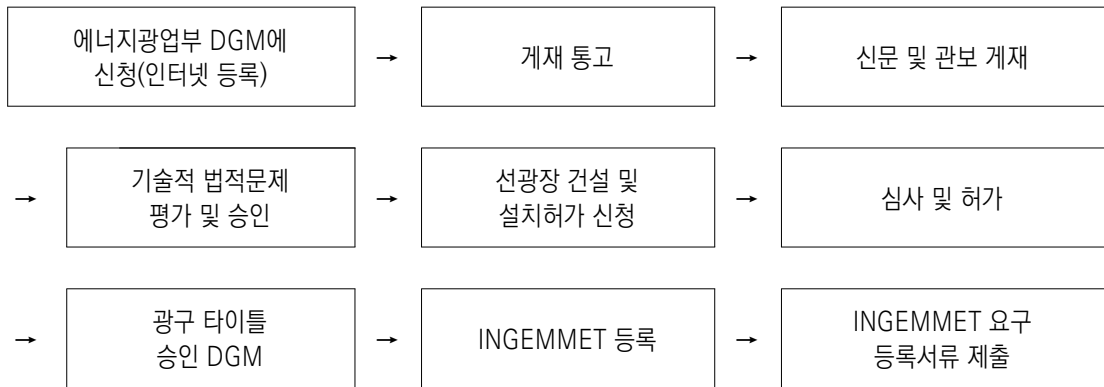 에너지광업부 DGM에
신청(인터넷 등록)
→
게재 통고
→
신문 및 관보 게재
→
기술적 법적문제
평가 및 승인
→
선광장 건설 및
설치허가 신청
→
심사 및 허가
→
광구 타이틀
승인 DGM
→
INGEMMET 등록
→
INGEMMET 요구
등록서류 제출